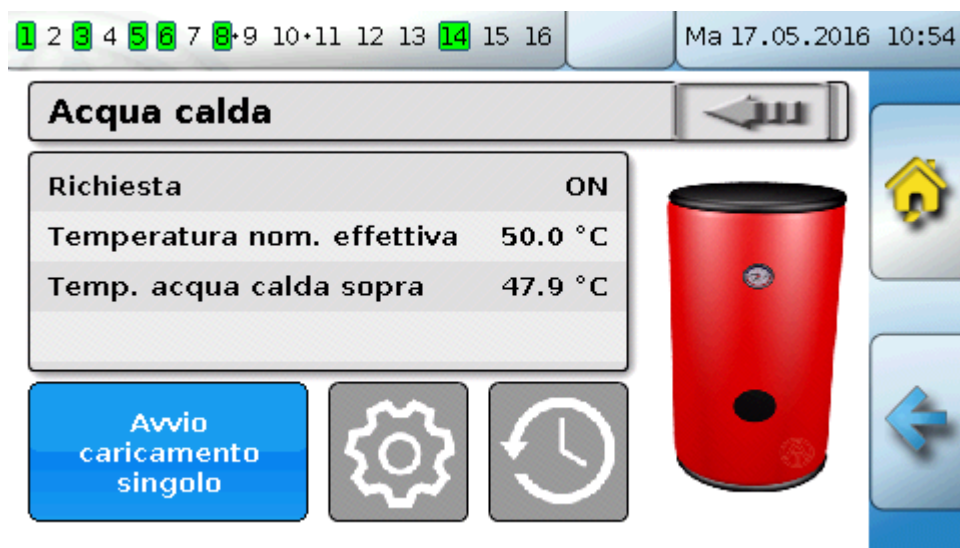 1 2 3 4 5 6 7 8•9 10•11 12 13 14 15 16 Ma 17.05.2016 10:54
Acqua calda
Richiesta ON
Temperatura nom. effettiva 50.0 °C
Temp. acqua calda sopra 47.9 °C
Avvio
caricamento
singolo